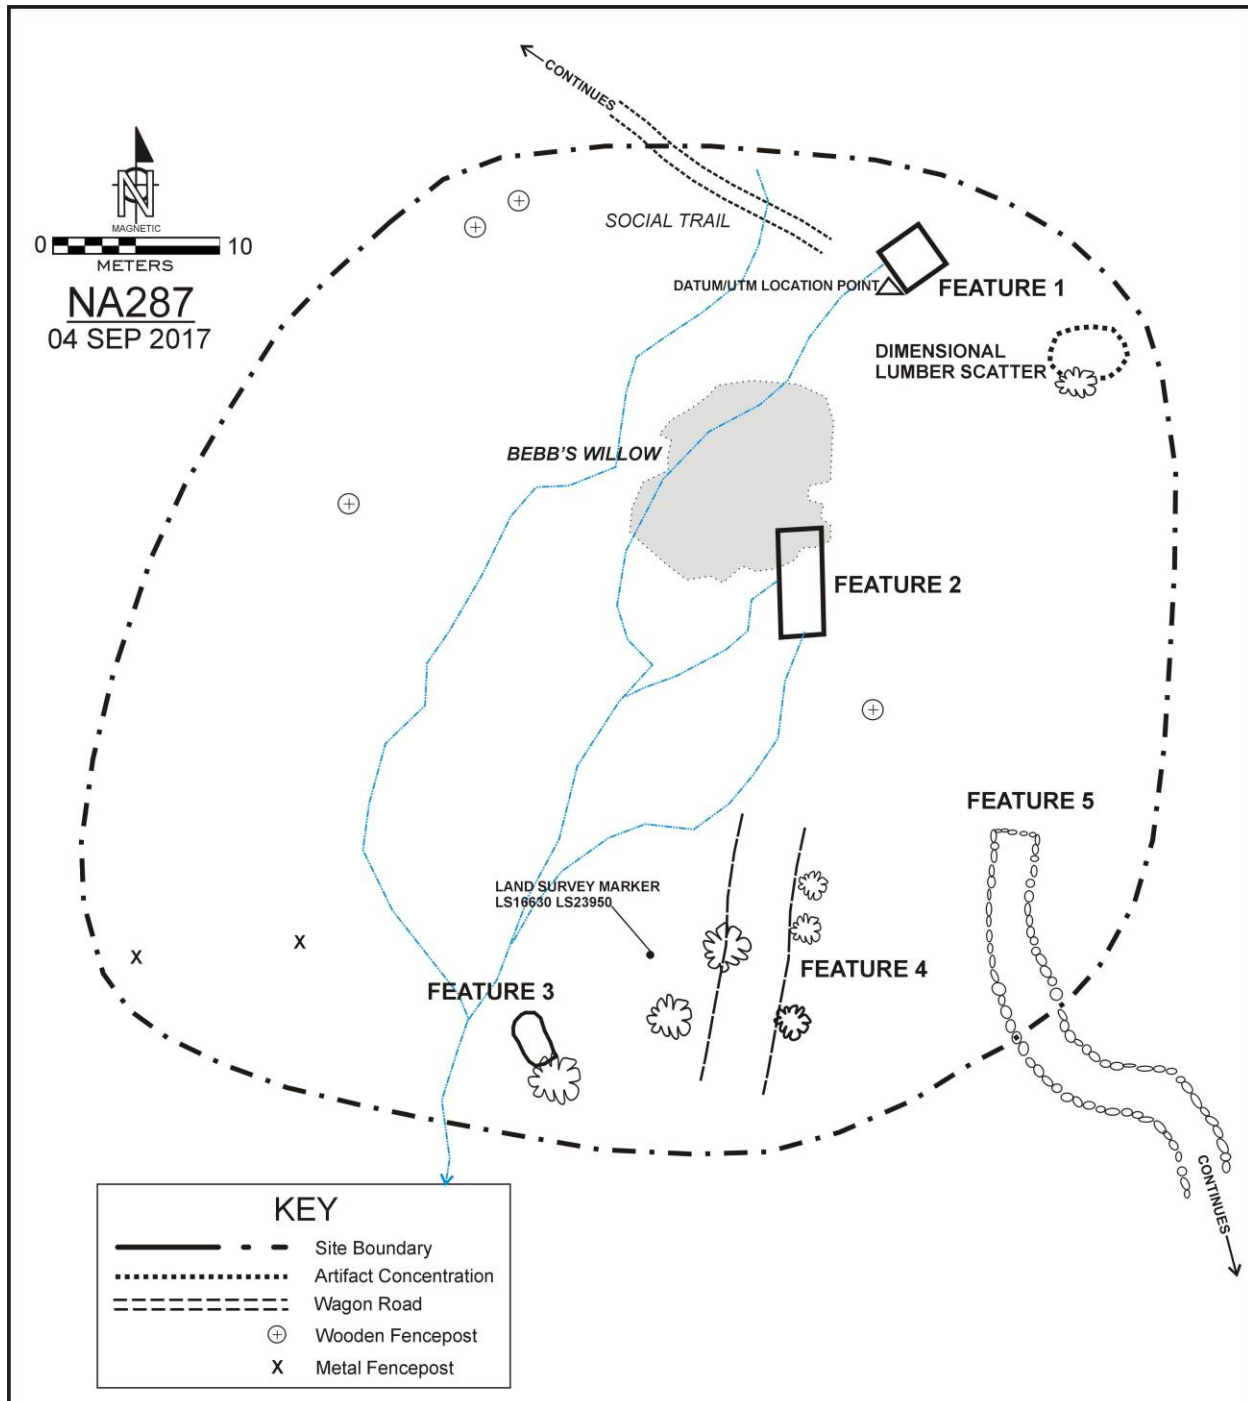 CONTINUES
N
MAGNETIC
0 10
METERS
NA287
04 SEP 2017
SOCIAL TRAIL
DATUM/UTM LOCATION POINT
FEATURE 1
DIMENSIONAL
LUMBER SCATTER
BEBB'S WILLOW
FEATURE 2
FEATURE 5
LAND SURVEY MARKER
LS16630 LS23950
FEATURE 4
FEATURE 3
X
X
CONTINUES
KEY
Site Boundary
Artifact Concentration
Wagon Road
Wooden Fencepost
X Metal Fencepost